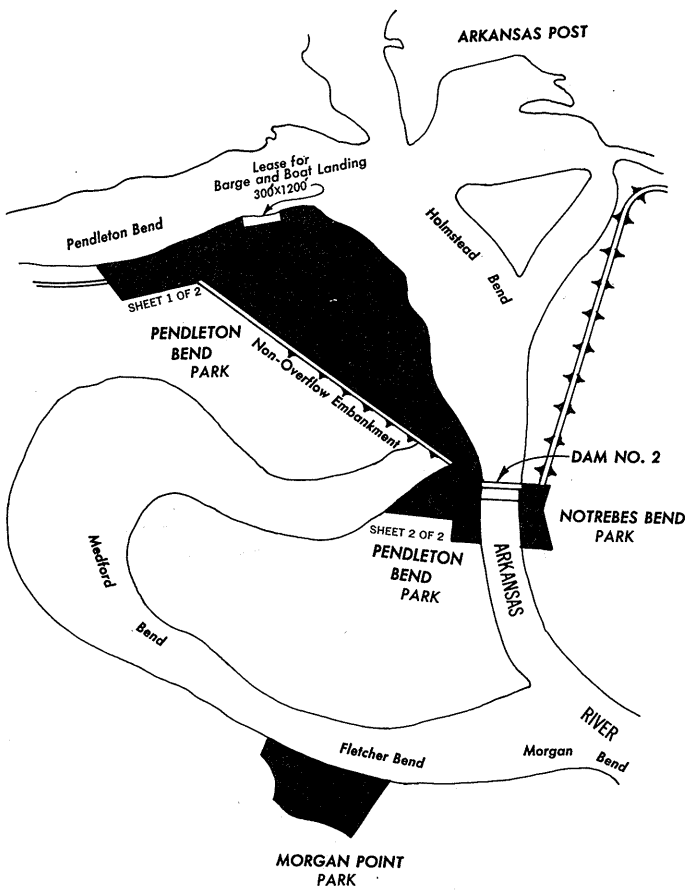 ARKANSAS POST
Lease for
Barge and Boat Landing
300'X1200'
Pendleton Bend
Holmstead Bend
SHEET 1 OF 2
PENDLETON
BEND
PARK
Non-Overflow Embankment
DAM NO. 2
NOTREBES BEND
PARK
SHEET 2 OF 2
PENDLETON
BEND
PARK
ARKANSAS
RIVER
Medford
Bend
Fletcher Bend
Morgan Bend
MORGAN POINT
PARK